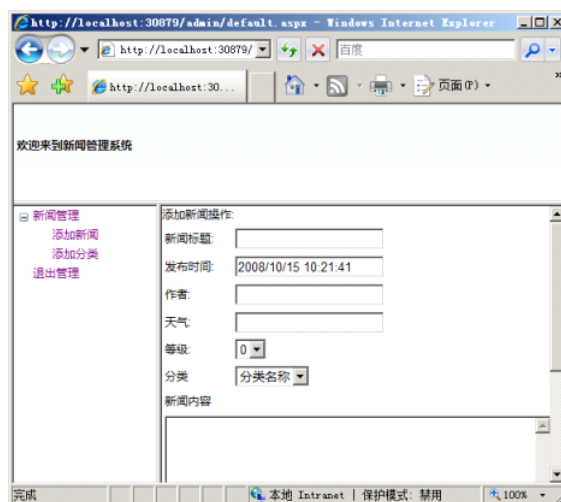 http://localhost:30879/admin/default.aspx - Windows Internet Explorer
http://localhost:30879/ 百度
http://localhost:30... 页面(P)
»
欢迎来到新闻管理系统
新闻管理
添加新闻
添加分类
退出管理
添加新闻操作:
新闻标题:
发布时间: 2008/10/15 10:21:41
作者:
天气:
等级: 0
分类 分类名称
新闻内容
完成 本地 Intranet | 保护模式: 禁用 100%